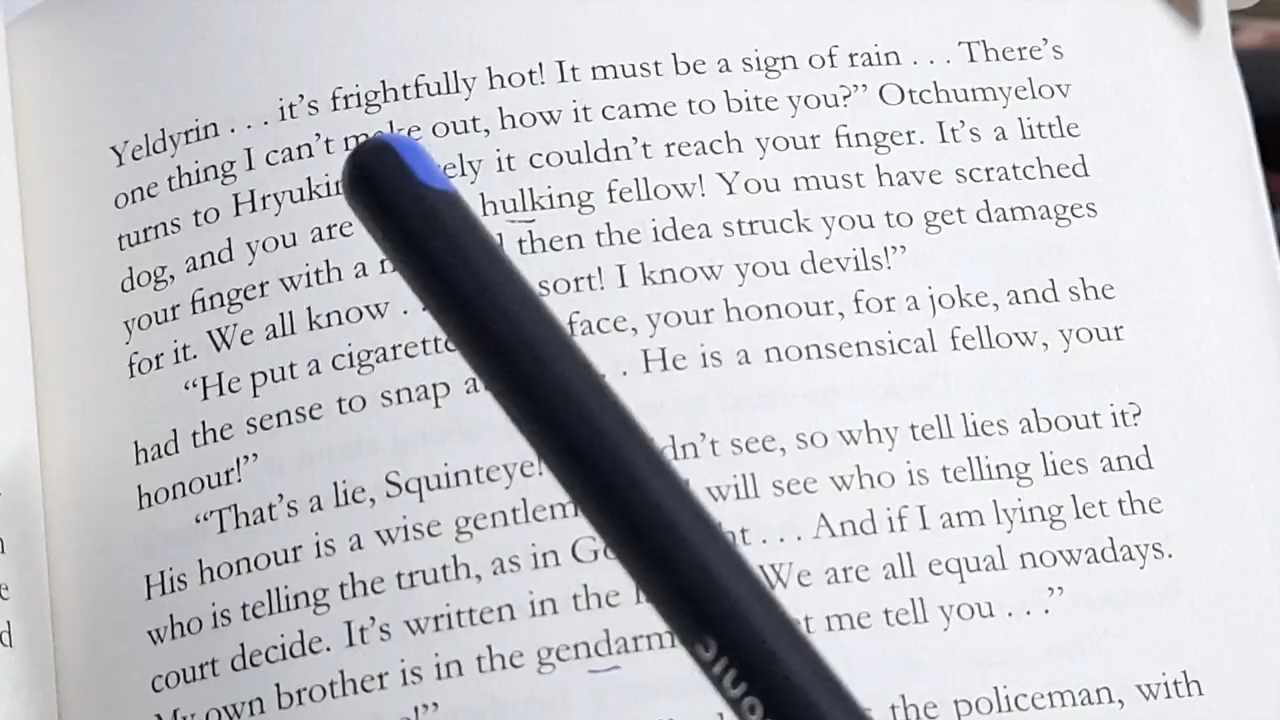 Yeldyrin . . . it's frightfully hot! It must be a sign of rain . . . There's
one thing I can't make out, how it came to bite you?" Otchumyelov
turns to it couldn't reach your finger. It's a little
dog, and you are hulking fellow! You must have scratched
your finger with a then the idea struck you to get damages
for it. We all know . . sort! I know you devils!"
"He put a cigarette face, your honour, for a joke, and she
had the sense to snap . He is a nonsensical fellow, your
honour!"
"That's a lie, Squinteye! see, so why tell lies about it?
His honour is a wise will see who is telling lies and
who is telling the truth, as in . . . And if I am lying let the
court decide. It's written in the We are all equal nowadays.
My own brother is in the me tell you . . ."
the policeman, with